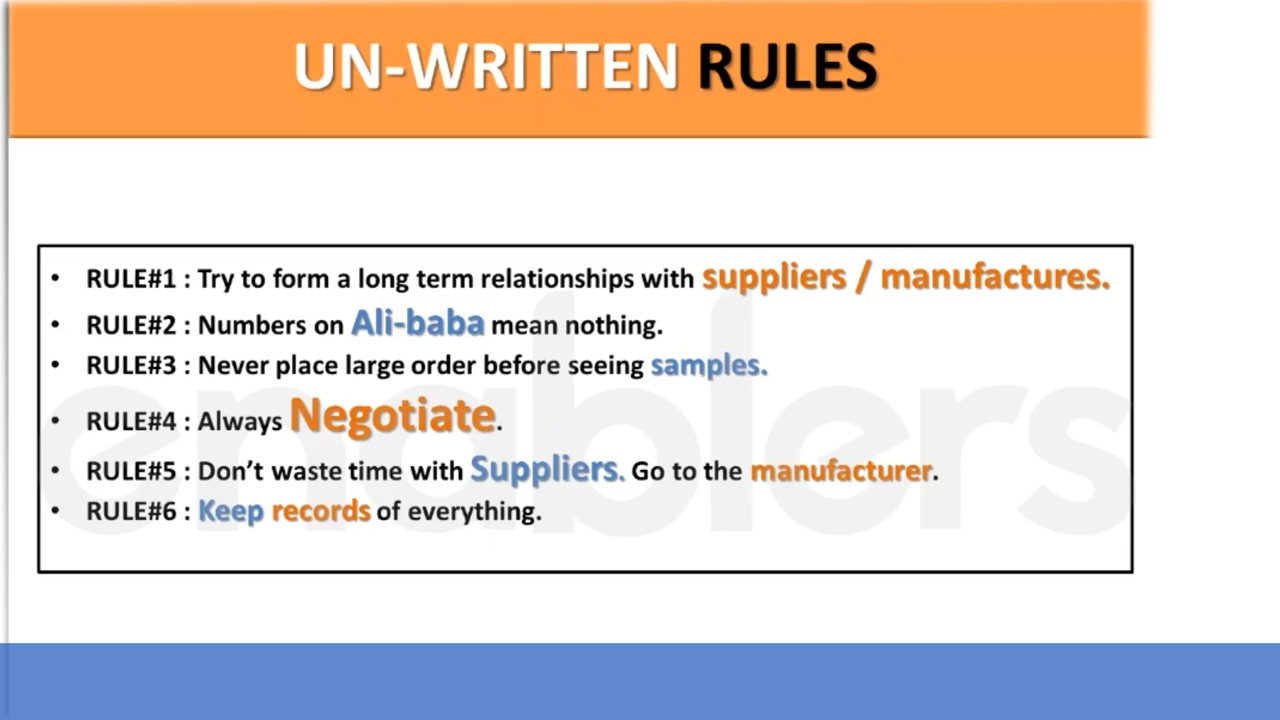 UN-WRITTEN RULES
• RULE#1 : Try to form a long term relationships with suppliers / manufactures.
• RULE#2 : Numbers on Ali-baba mean nothing.
• RULE#3 : Never place large order before seeing samples.
• RULE#4 : Always Negotiate.
• RULE#5 : Don't waste time with Suppliers. Go to the manufacturer.
• RULE#6 : Keep records of everything.
enablers